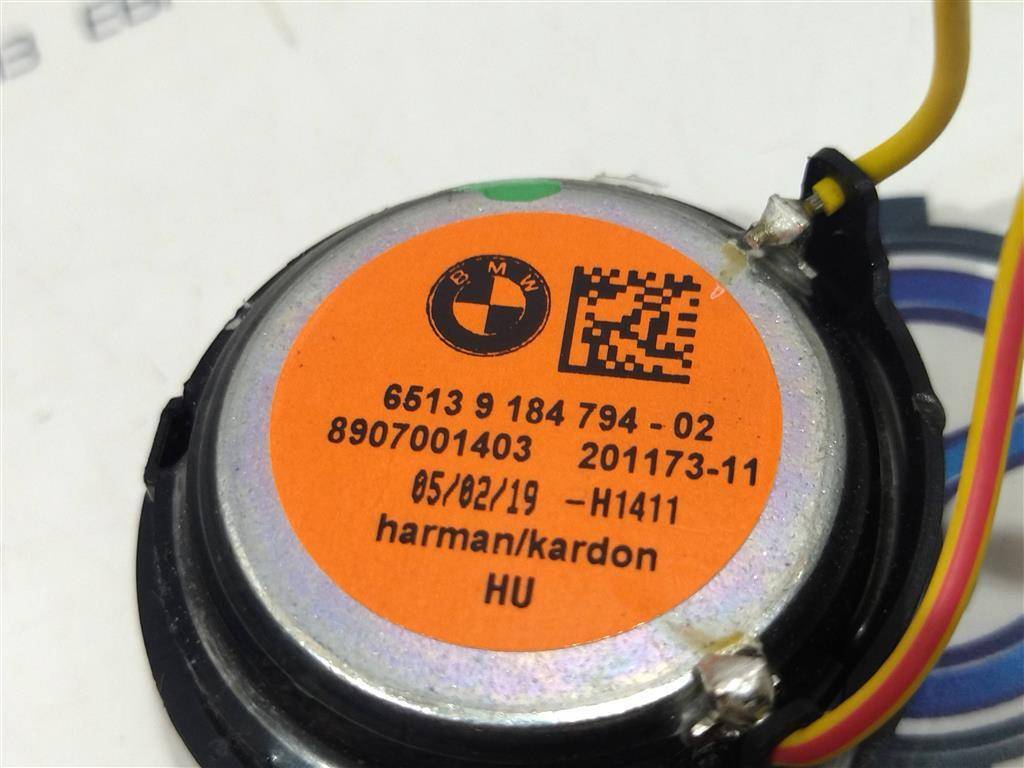 BMW
6513 9 184 794 - 02
8907001403 201173-11
05/02/19 -H1411
harman/kardon
HU